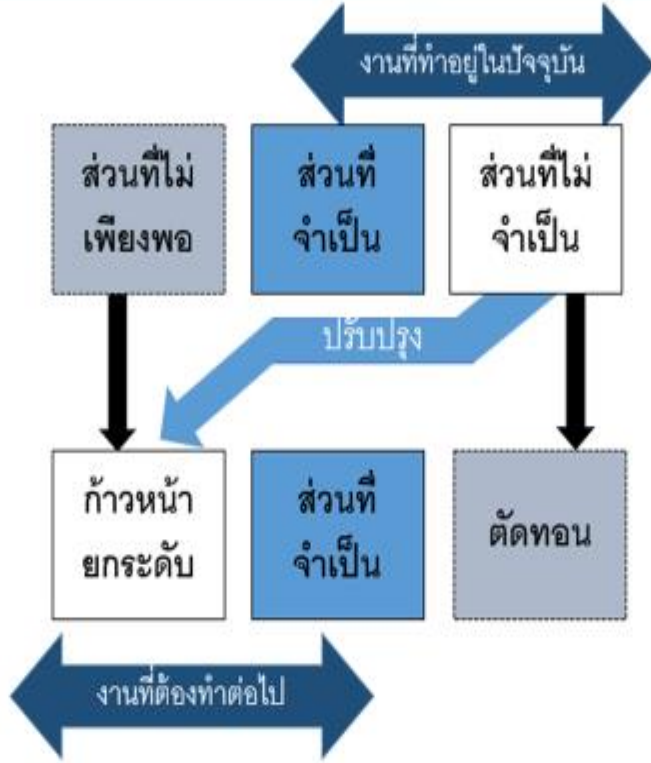 งานที่ทำอยู่ในปัจจุบัน
ส่วนที่ไม่
เพียงพอ
ส่วนที่
จำเป็น
ส่วนที่ไม่
จำเป็น
ปรับปรุง
ก้าวหน้า
ยกระดับ
ส่วนที่
จำเป็น
ตัดทอน
งานที่ต้องทำต่อไป